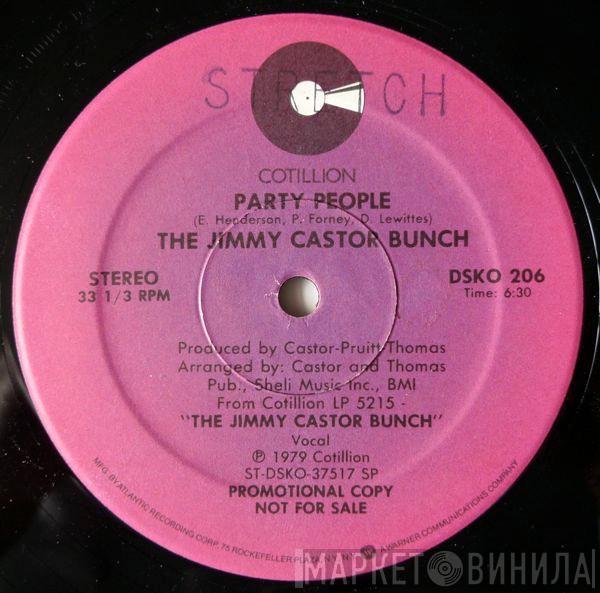 STRETCH
COTILLION
PARTY PEOPLE
(E. Henderson, P. Forney, D. Lewittes)
THE JIMMY CASTOR BUNCH
STEREO
33 1/3 RPM
DSKO 206
Time: 6:30
Produced by Castor-Pruitt-Thomas
Arranged by: Castor and Thomas
Pub., Sheli Music Inc., BMI
From Cotillion LP 5215 -
"THE JIMMY CASTOR BUNCH"
Vocal
℗ 1979 Cotillion
ST-DSKO-37517 SP
PROMOTIONAL COPY
NOT FOR SALE
MFG. BY ATLANTIC RECORDING CORP. 75 ROCKEFELLER PLAZA, N.Y., N.Y. A WARNER COMMUNICATIONS COMPANY
МАРКЕТ ВИНИЛА